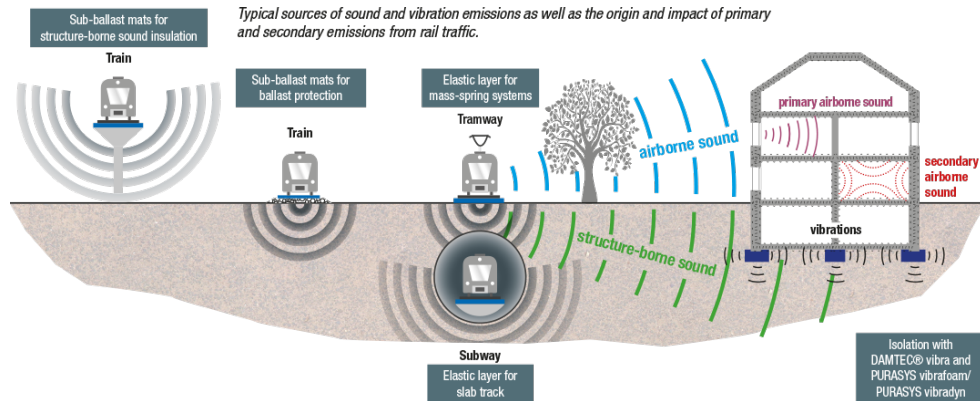 Typical sources of sound and vibration emissions as well as the origin and impact of primary
and secondary emissions from rail traffic.
Sub-ballast mats for
structure-borne sound insulation
Train
Sub-ballast mats for
ballast protection
Train
Elastic layer for
mass-spring systems
Tramway
airborne sound
primary airborne sound
secondary
airborne
sound
vibrations
structure-borne sound
Subway
Elastic layer for
slab track
Isolation with
DAMTEC® vibra and
PURASYS vibrafoam/
PURASYS vibradyn